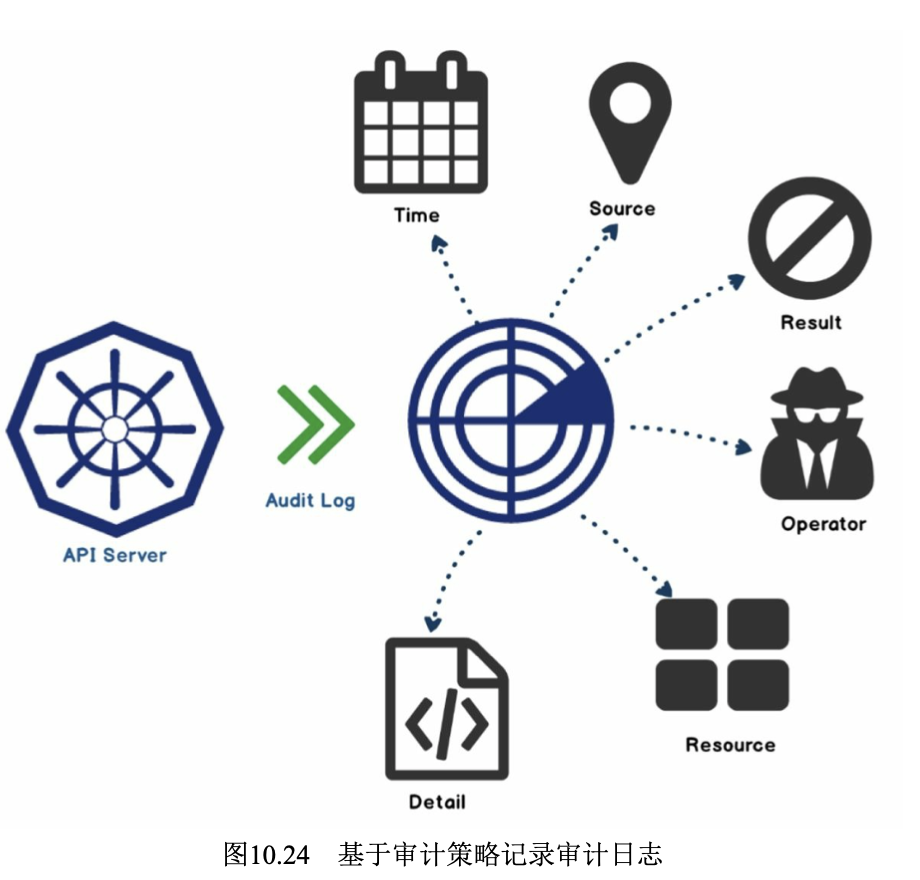 Time
Source
Result
API Server
Audit Log
Operator
Resource
Detail
</>
图10.24 基于审计策略记录审计日志